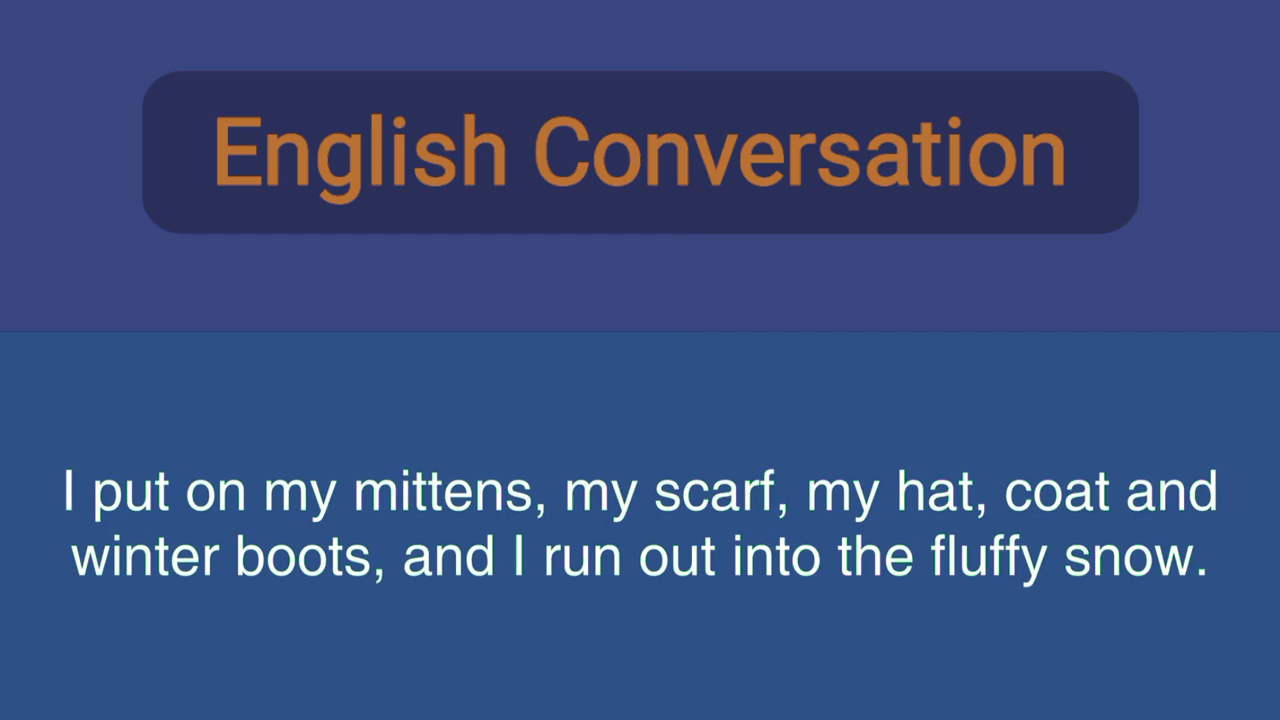 English Conversation
I put on my mittens, my scarf, my hat, coat and
winter boots, and I run out into the fluffy snow.